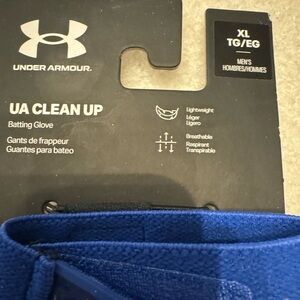 XL
TG/EG
MEN'S
HOMBRES/HOMMES
UNDER ARMOUR.
UA CLEAN UP
Batting Glove
Gants de frappeur
Guantes para bateo
Lightweight
Léger
Ligero
Breathable
Respirant
Transpirable